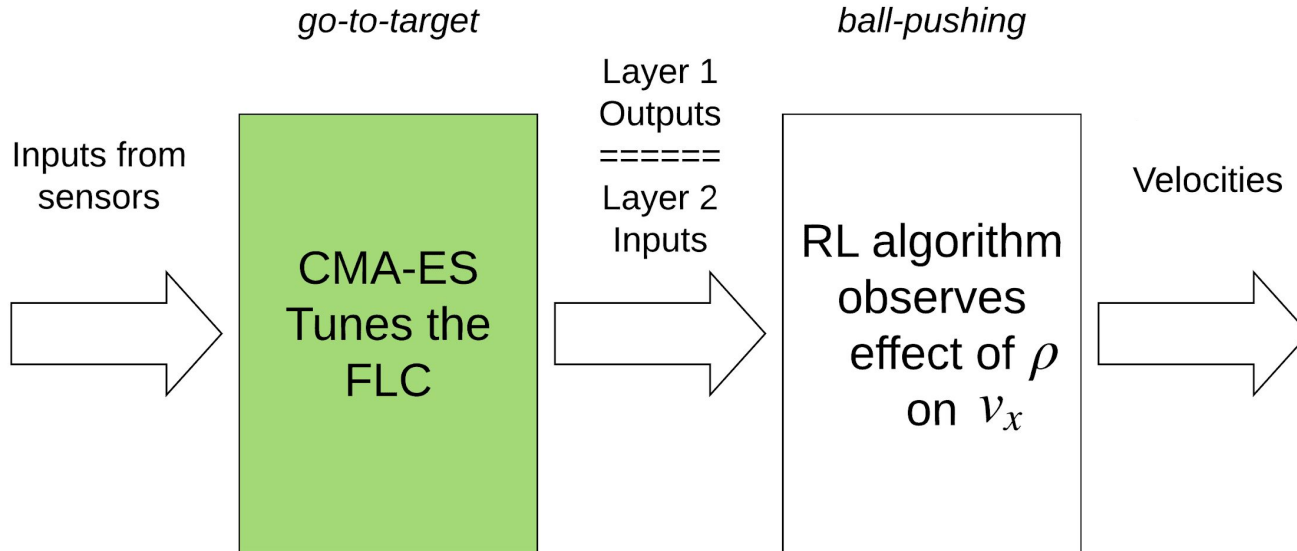 go-to-target
ball-pushing
Inputs from
sensors
CMA-ES
Tunes the
FLC
Layer 1
Outputs
======
Layer 2
Inputs
RL algorithm
observes
effect of ρ
on v_x
Velocities